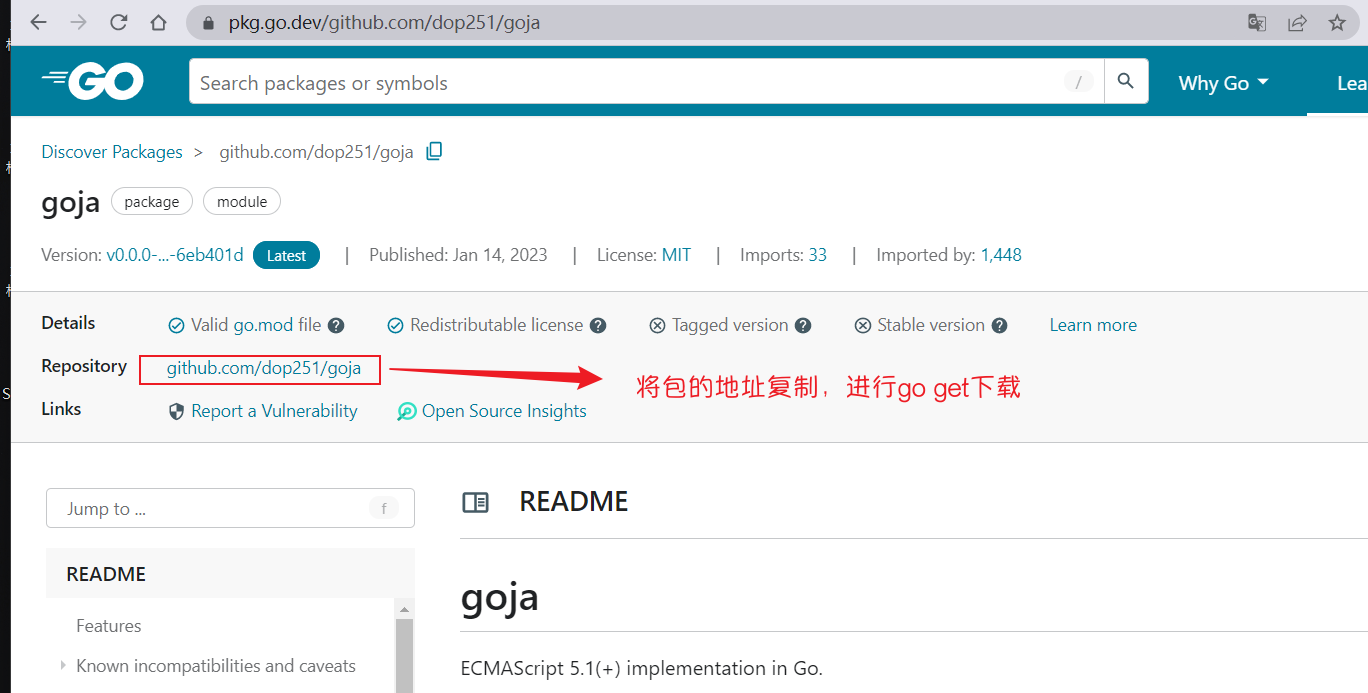 pkg.go.dev/github.com/dop251/goja
GO
Search packages or symbols
/
Why Go
Lea
Discover Packages > github.com/dop251/goja
goja package module
Version: v0.0.0-...-6eb401d Latest | Published: Jan 14, 2023 | License: MIT | Imports: 33 | Imported by: 1,448
Details Valid go.mod file ? Redistributable license ? Tagged version ? Stable version ? Learn more
Repository github.com/dop251/goja
将包的地址复制，进行go get下载
Links Report a Vulnerability Open Source Insights
Jump to ... f
README
README
Features
Known incompatibilities and caveats
goja
ECMAScript 5.1(+) implementation in Go.